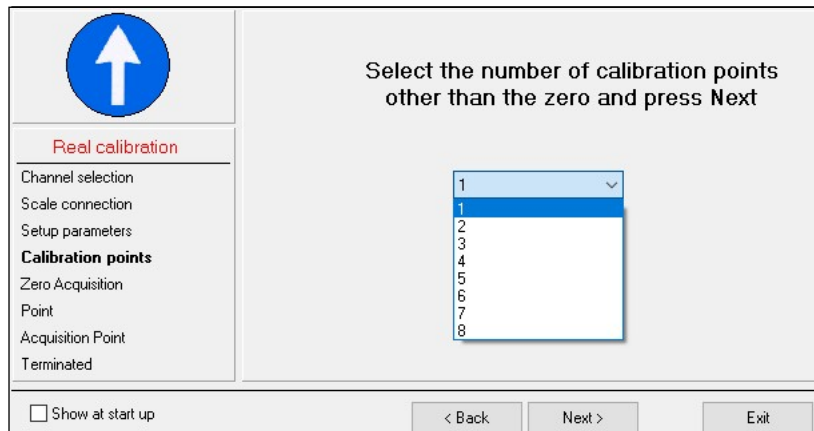 Select the number of calibration points
other than the zero and press Next
Real calibration
Channel selection
Scale connection
Setup parameters
Calibration points
Zero Acquisition
Point
Acquisition Point
Terminated
1
1
2
3
4
5
6
7
8
Show at start up
< Back
Next >
Exit